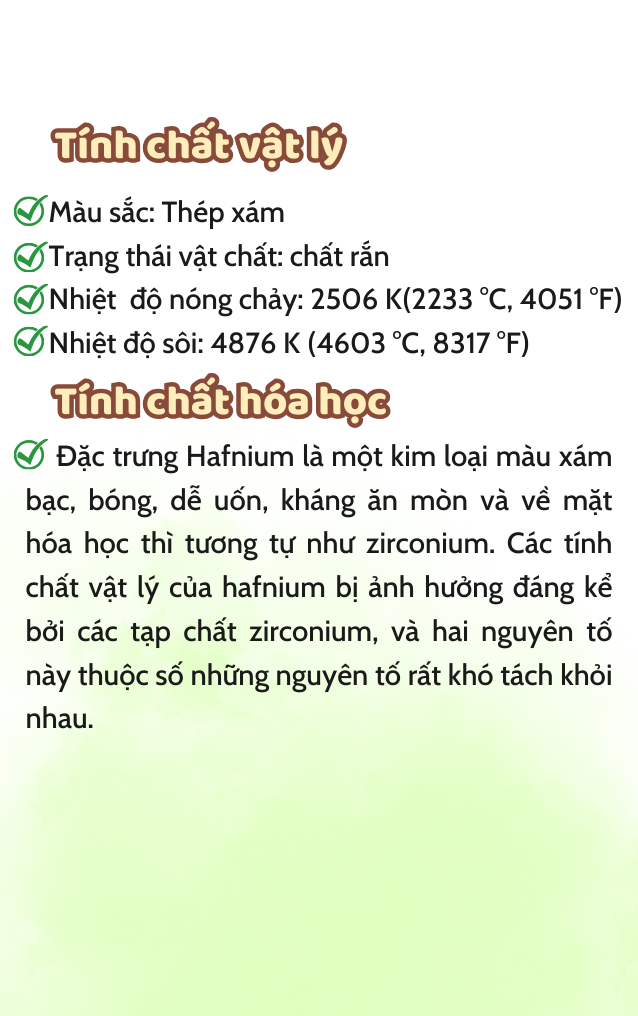 Tính chất vật lý
Màu sắc: Thép xám
Trạng thái vật chất: chất rắn
Nhiệt  độ nóng chảy: 2506 K(2233 °C, 4051 °F)
Nhiệt độ sôi: 4876 K (4603 °C, 8317 °F)
Tính chất hóa học
Đặc trưng Hafnium là một kim loại màu xám
bạc, bóng, dễ uốn, kháng ăn mòn và về mặt
hóa học thì tương tự như zirconium. Các tính
chất vật lý của hafnium bị ảnh hưởng đáng kể
bởi các tạp chất zirconium, và hai nguyên tố
này thuộc số những nguyên tố rất khó tách khỏi
nhau.